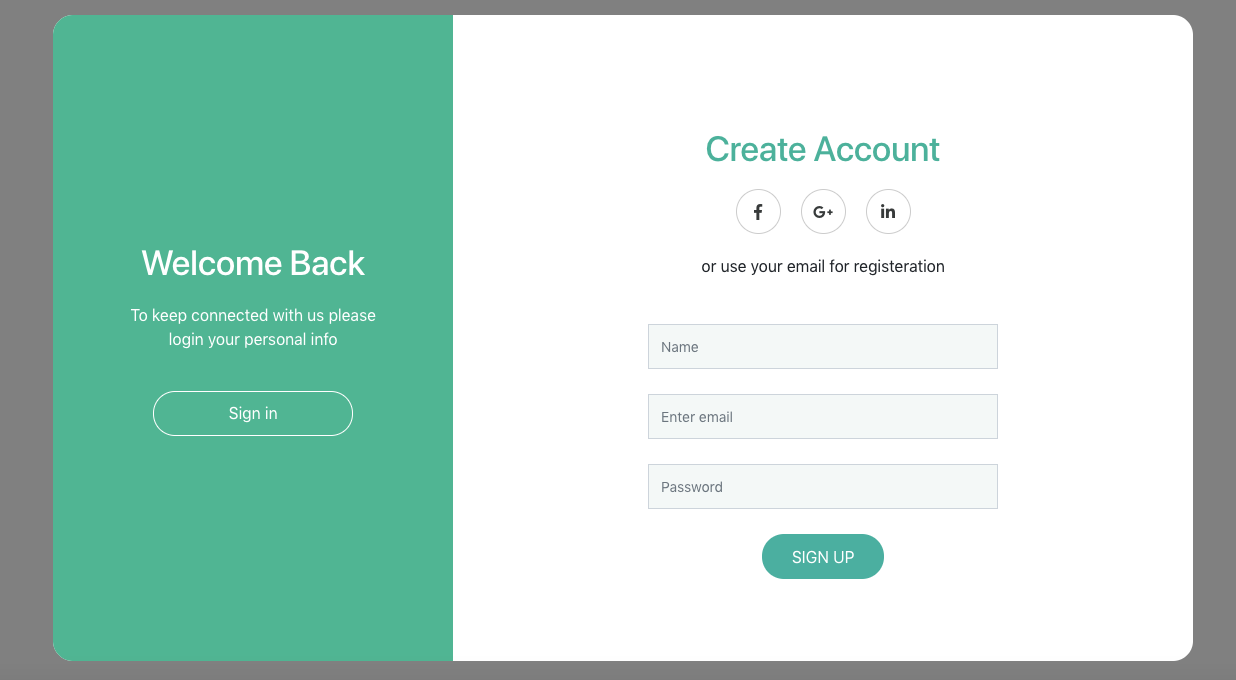 Welcome Back
To keep connected with us please
login your personal info
Sign in
Create Account
f
G+
in
or use your email for registeration
Name
Enter email
Password
SIGN UP